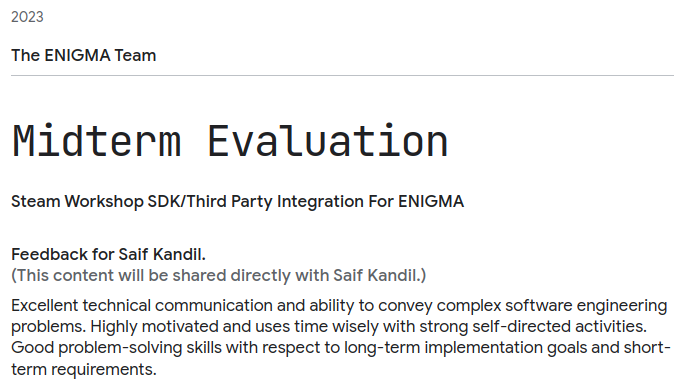 2023
The ENIGMA Team
Midterm Evaluation
Steam Workshop SDK/Third Party Integration For ENIGMA
Feedback for Saif Kandil.
(This content will be shared directly with Saif Kandil.)
Excellent technical communication and ability to convey complex software engineering
problems. Highly motivated and uses time wisely with strong self-directed activities.
Good problem-solving skills with respect to long-term implementation goals and short-
term requirements.